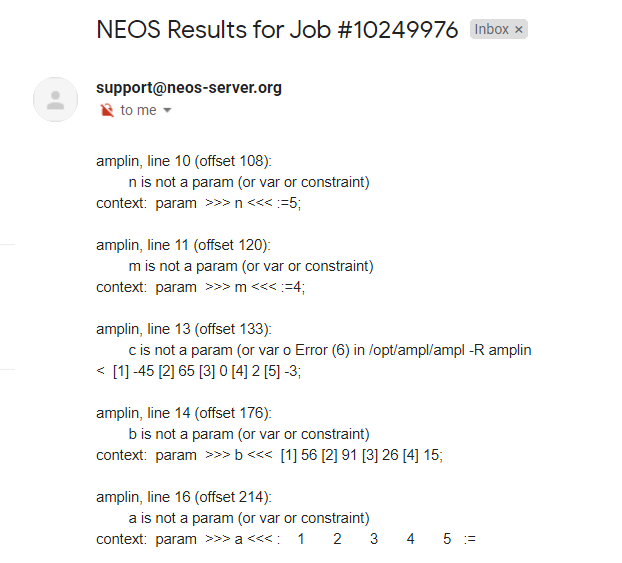 NEOS Results for Job #10249976 Inbox ×
support@neos-server.org
to me
amplin, line 10 (offset 108):
n is not a param (or var or constraint)
context: param >>> n <<< :=5;
amplin, line 11 (offset 120):
m is not a param (or var or constraint)
context: param >>> m <<< :=4;
amplin, line 13 (offset 133):
c is not a param (or var o Error (6) in /opt/ampl/ampl -R amplin
< [1] -45 [2] 65 [3] 0 [4] 2 [5] -3;
amplin, line 14 (offset 176):
b is not a param (or var or constraint)
context: param >>> b <<< [1] 56 [2] 91 [3] 26 [4] 15;
amplin, line 16 (offset 214):
a is not a param (or var or constraint)
context: param >>> a <<< : 1 2 3 4 5 :=